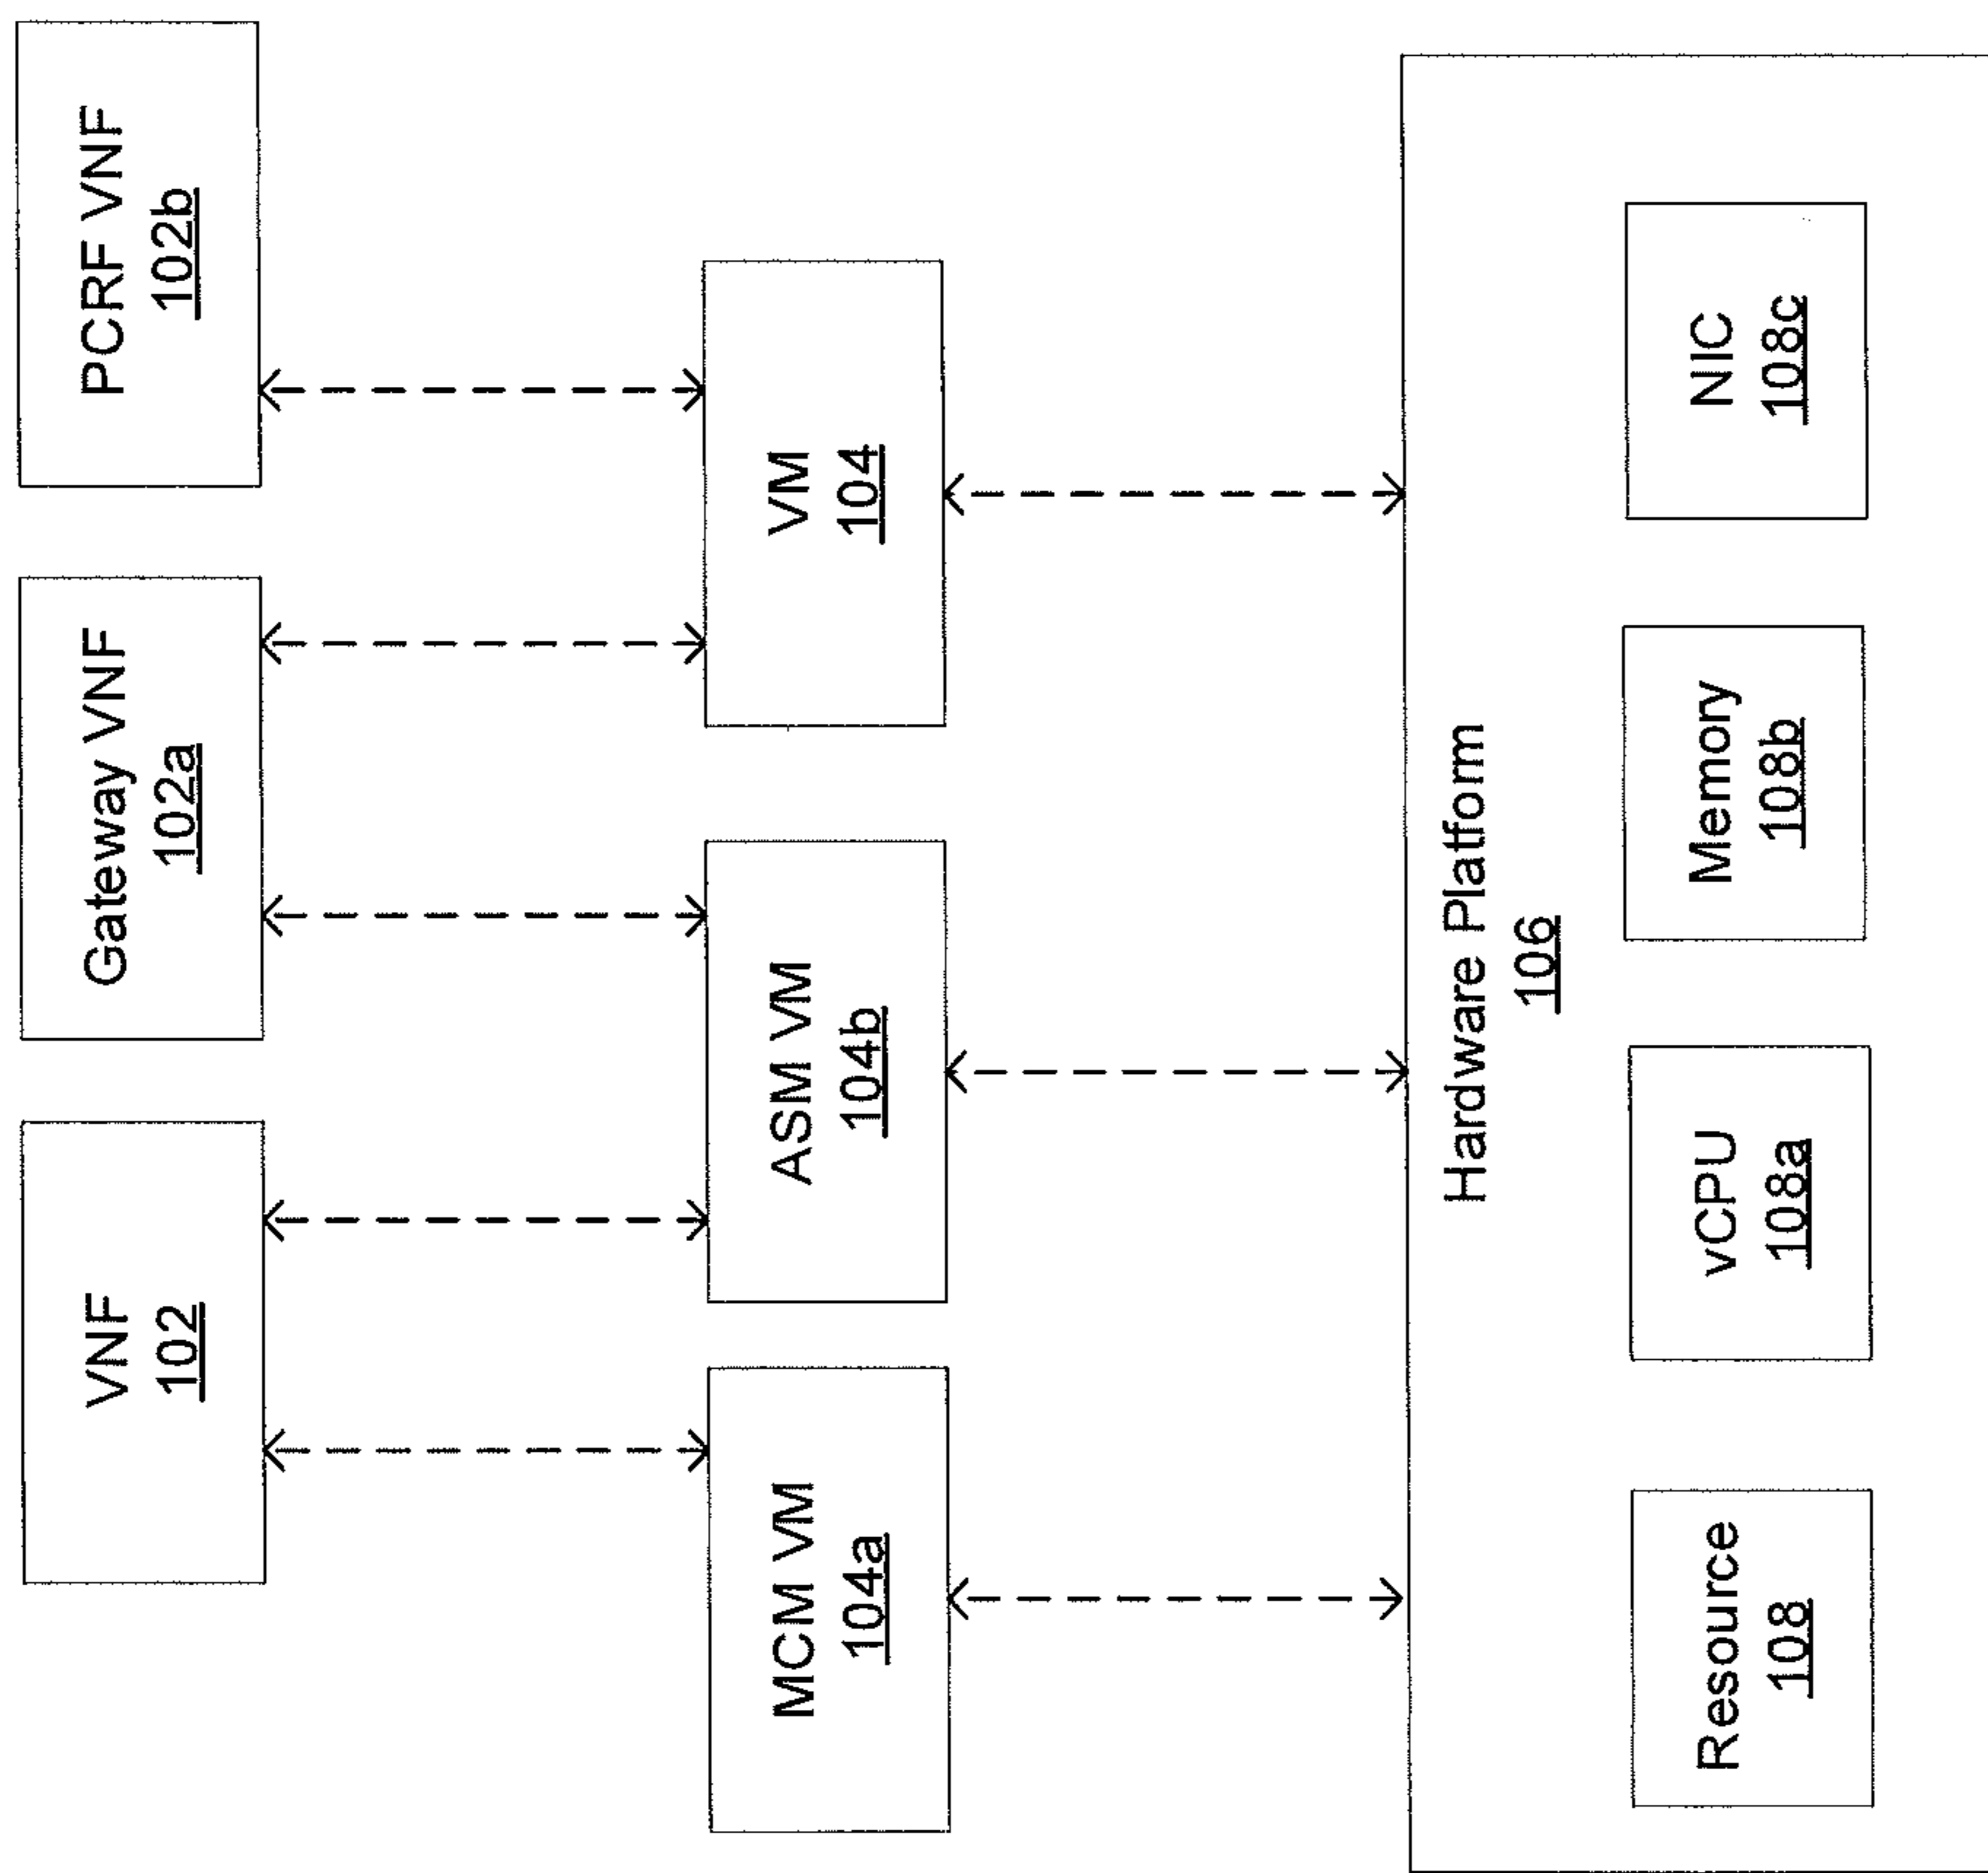 VNF
102
Gateway VNF
102a
PCRF VNF
102b
MCM VM
104a
ASM VM
104b
VM
104
Hardware Platform
106
Resource
108
vCPU
108a
Memory
108b
NIC
108c